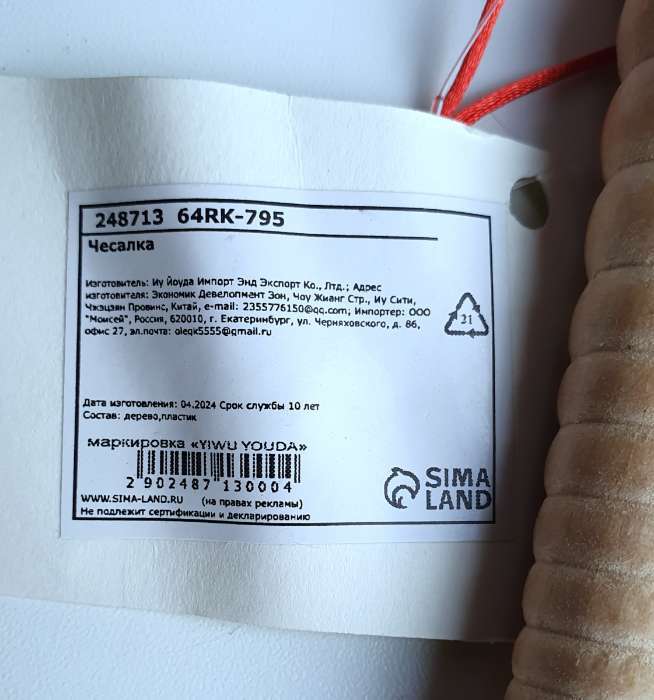 248713 64RK-795
Чесалка
Изготовитель: Иу Йоуда Импорт Энд Экспорт Ко., Лтд.; Адрес
изготовителя: Экономик Девелопмент Зон, Чоу Жианг Стр., Иу Сити,
Чжэцзян Провинс, Китай, e-mail: 2355776150@qq.com; Импортер: ООО
"Моисей", Россия, 620010, г. Екатеринбург, ул. Черняховского, д. 86,
офис 27, эл.почта: olegk5555@gmail.ru
21
Дата изготовления: 04.2024 Срок службы 10 лет
Состав: дерево,пластик
маркировка «YIWU YOUDA»
2 902487 130004
SIMA
LAND
WWW.SIMA-LAND.RU (на правах рекламы)
Не подлежит сертификации и декларированию